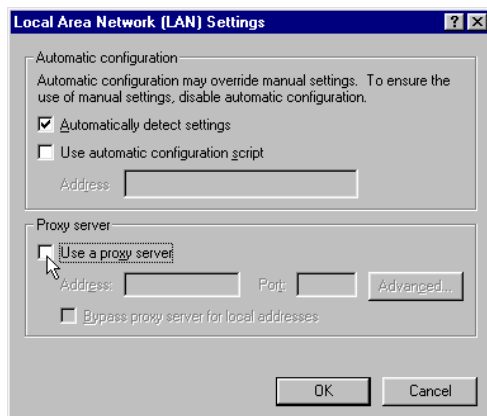 Local Area Network (LAN) Settings
Automatic configuration
Automatic configuration may override manual settings. To ensure the
use of manual settings, disable automatic configuration.
Automatically detect settings
Use automatic configuration script
Address
Proxy server
Use a proxy server
Address: Port: Advanced...
Bypass proxy server for local addresses
OK Cancel